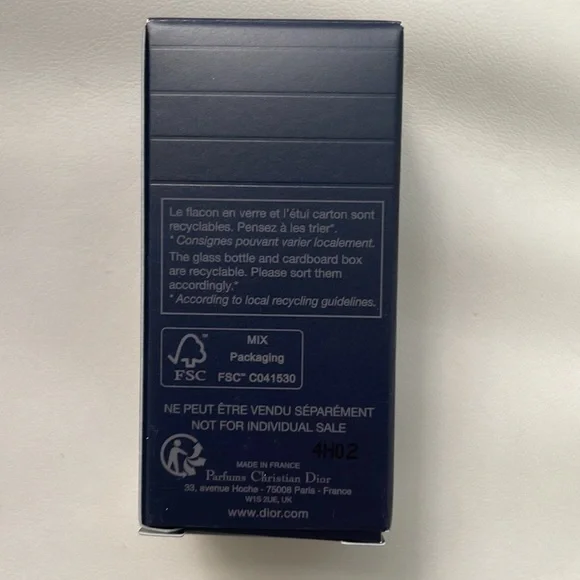 Le flacon en verre et l'étui carton sont
recyclables. Pensez à les trier*.
* Consignes pouvant varier localement.
The glass bottle and cardboard box
are recyclable. Please sort them
accordingly.*
* According to local recycling guidelines.
FSC™
MIX
Packaging
FSC™ C041530
NE PEUT ÊTRE VENDU SÉPARÉMENT
NOT FOR INDIVIDUAL SALE
4H02
MADE IN FRANCE
Parfums Christian Dior
33, avenue Hoche - 75008 Paris - France
W1S 2UE, UK
www.dior.com